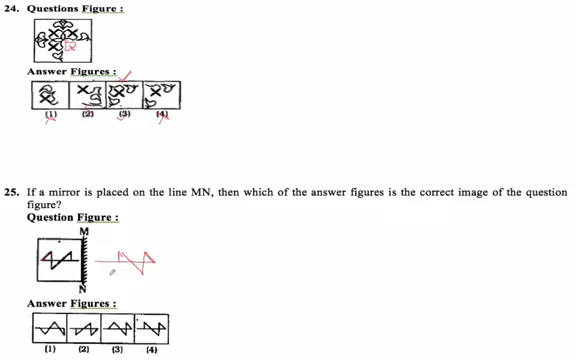 24. Questions Figure :
Answer Figures :
(1) (2) (3) (4)
25. If a mirror is placed on the line MN, then which of the answer figures is the correct image of the question
figure?
Question Figure :
M
N
Answer Figures :
(1) (2) (3) (4)